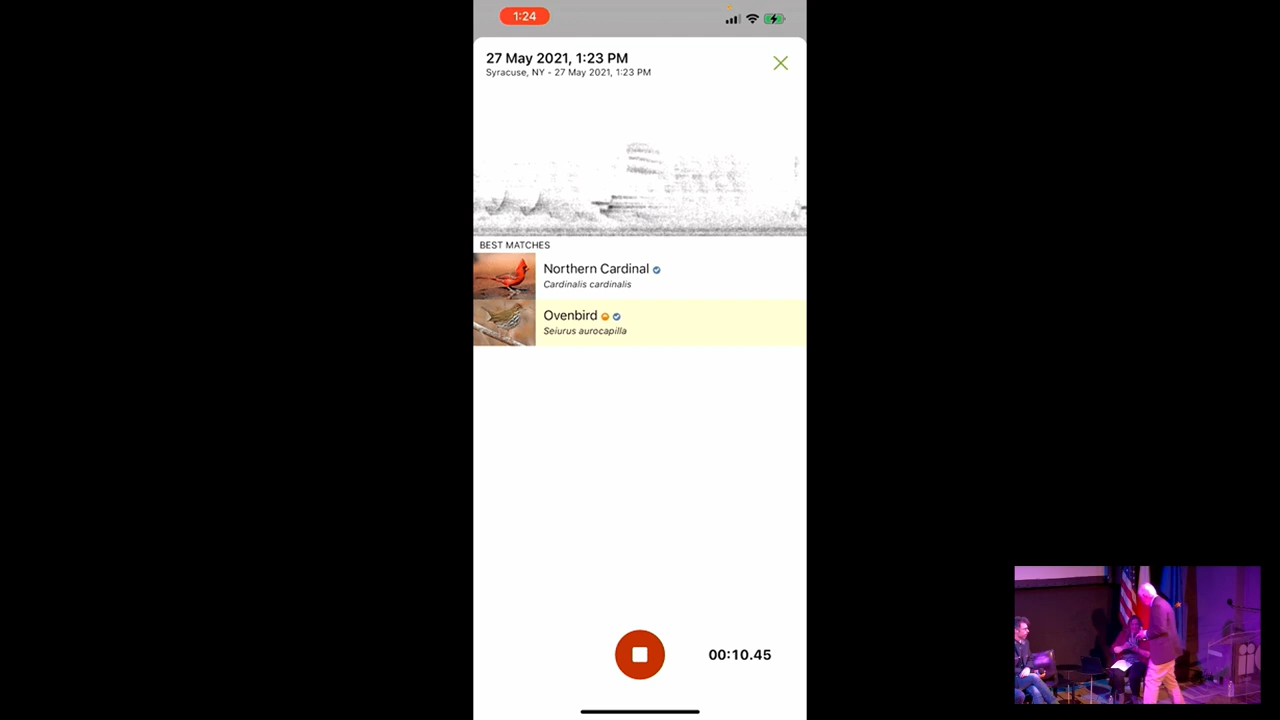 1:24
27 May 2021, 1:23 PM
Syracuse, NY - 27 May 2021, 1:23 PM
BEST MATCHES
Northern Cardinal
Cardinalis cardinalis
Ovenbird
Seiurus aurocapilla
00:10.45